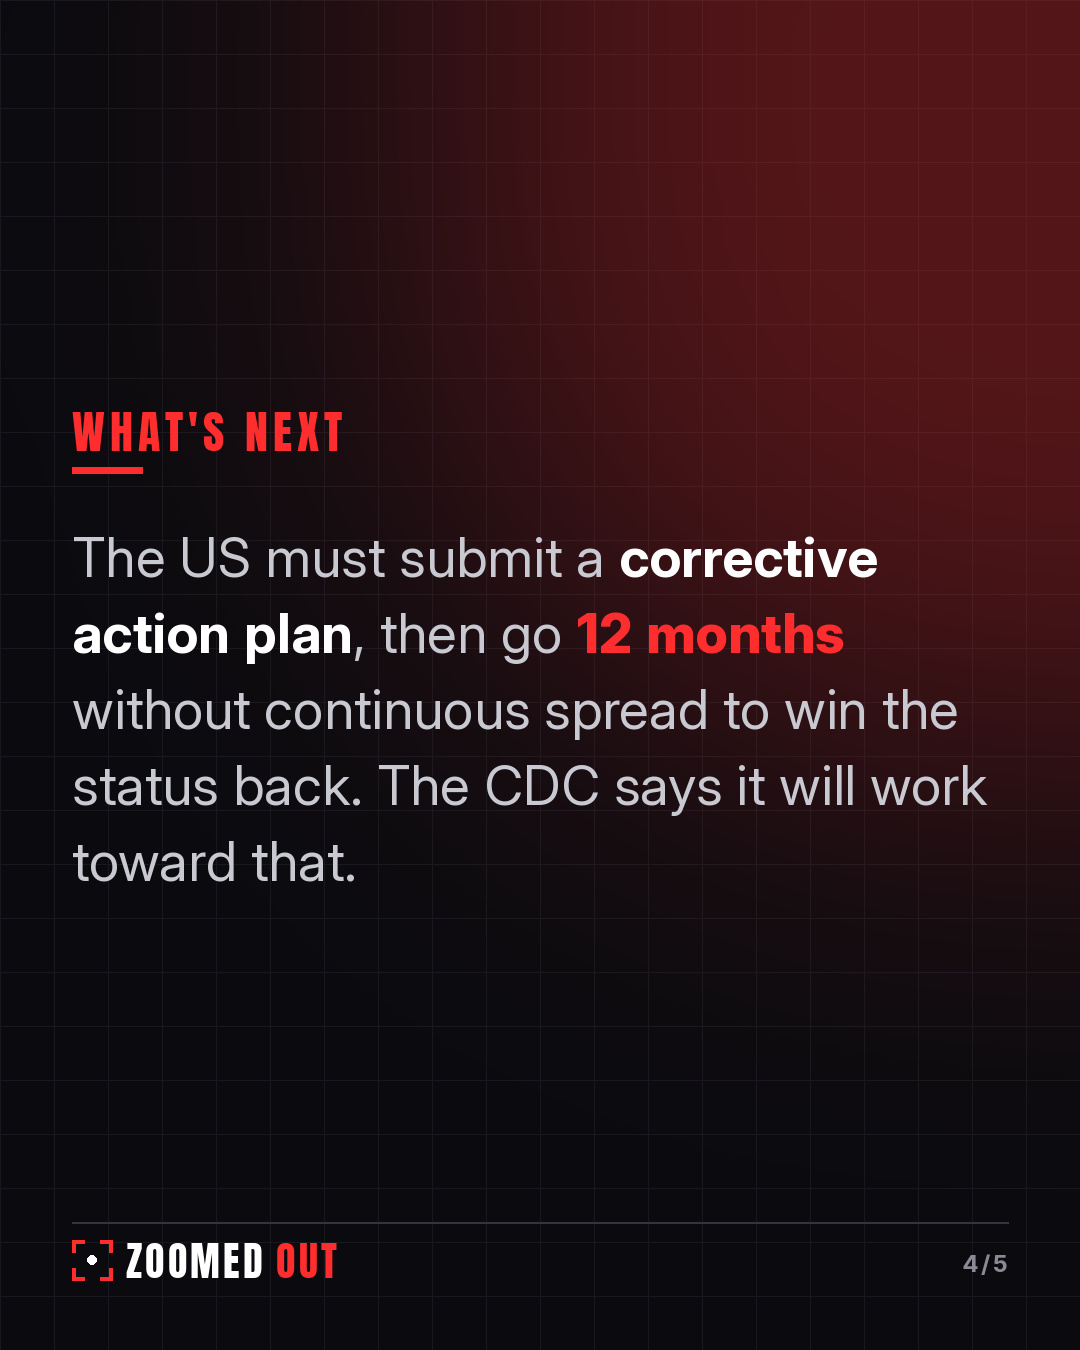 WHAT'S NEXT
The US must submit a corrective
action plan, then go 12 months
without continuous spread to win the
status back. The CDC says it will work
toward that.
ZOOMED OUT
4/5